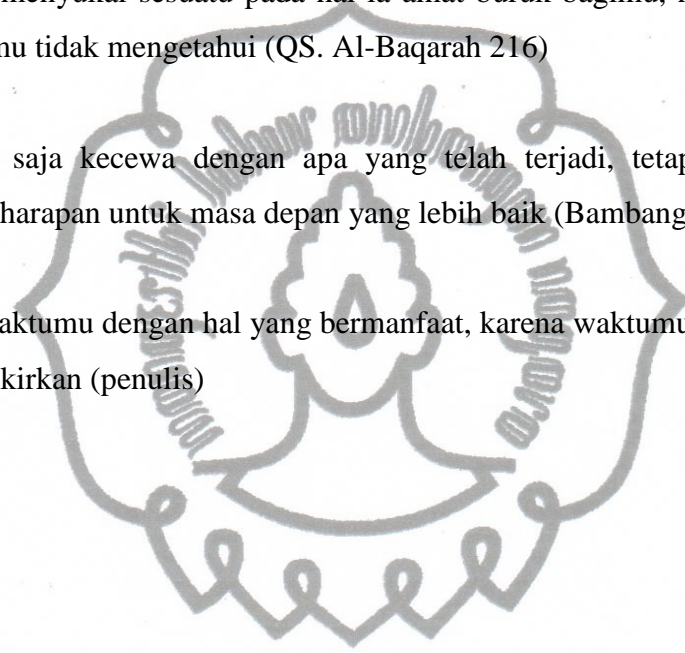 menyukai sesuatu pada hal ia amat buruk bagimu,
mu tidak mengetahui (QS. Al-Baqarah 216)
saja kecewa dengan apa yang telah terjadi, tetap
harapan untuk masa depan yang lebih baik (Bambang
aktumu dengan hal yang bermanfaat, karena waktumu
kirkan (penulis)